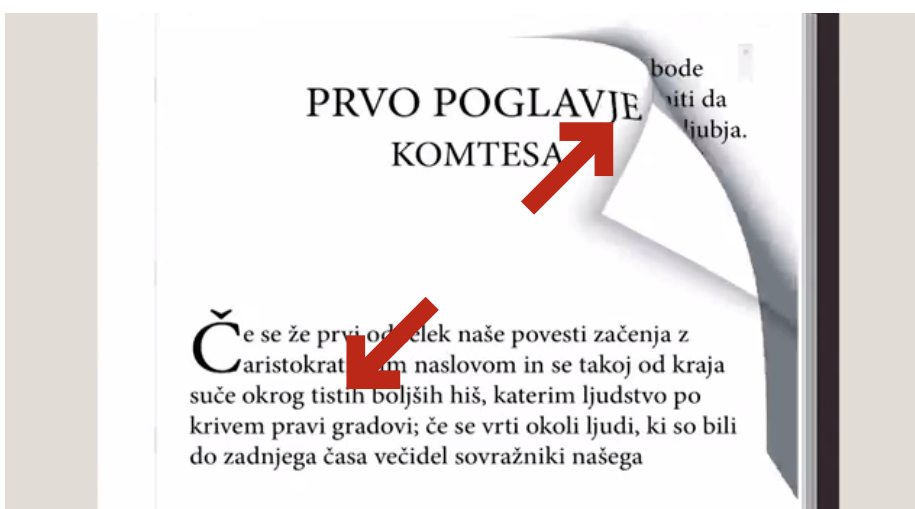 PRVO POGLAVJE
KOMTESA
bode
da
Če se že prvi naše povesti začenja z
naslovom in se takoj od kraja
suče okrog tistih boljših hiš, katerim ljudstvo po
krivem pravi gradovi; če se vrti okoli ljudi, ki so bili
do zadnjega časa večidel sovražniki našega